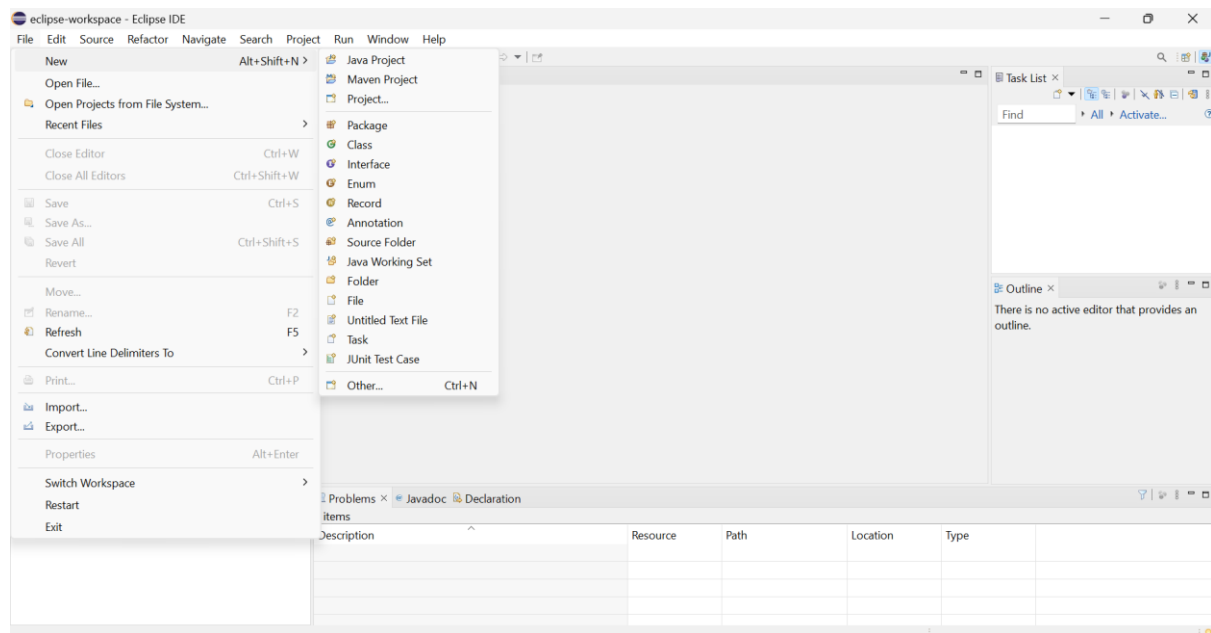 eclipse-workspace - Eclipse IDE
File Edit Source Refactor Navigate Search Project Run Window Help
New Alt+Shift+N >
Open File...
Open Projects from File System...
Recent Files >
Close Editor Ctrl+W
Close All Editors Ctrl+Shift+W
Save Ctrl+S
Save As...
Save All Ctrl+Shift+S
Revert
Move...
Rename... F2
Refresh F5
Convert Line Delimiters To >
Print... Ctrl+P
Import...
Export...
Properties Alt+Enter
Switch Workspace >
Restart
Exit
Java Project
Maven Project
Project...
Package
Class
Interface
Enum
Record
Annotation
Source Folder
Java Working Set
Folder
File
Untitled Text File
Task
JUnit Test Case
Other... Ctrl+N
Task List
Find All Activate...
Outline
There is no active editor that provides an
outline.
Problems Javadoc Declaration
items
Description Resource Path Location Type